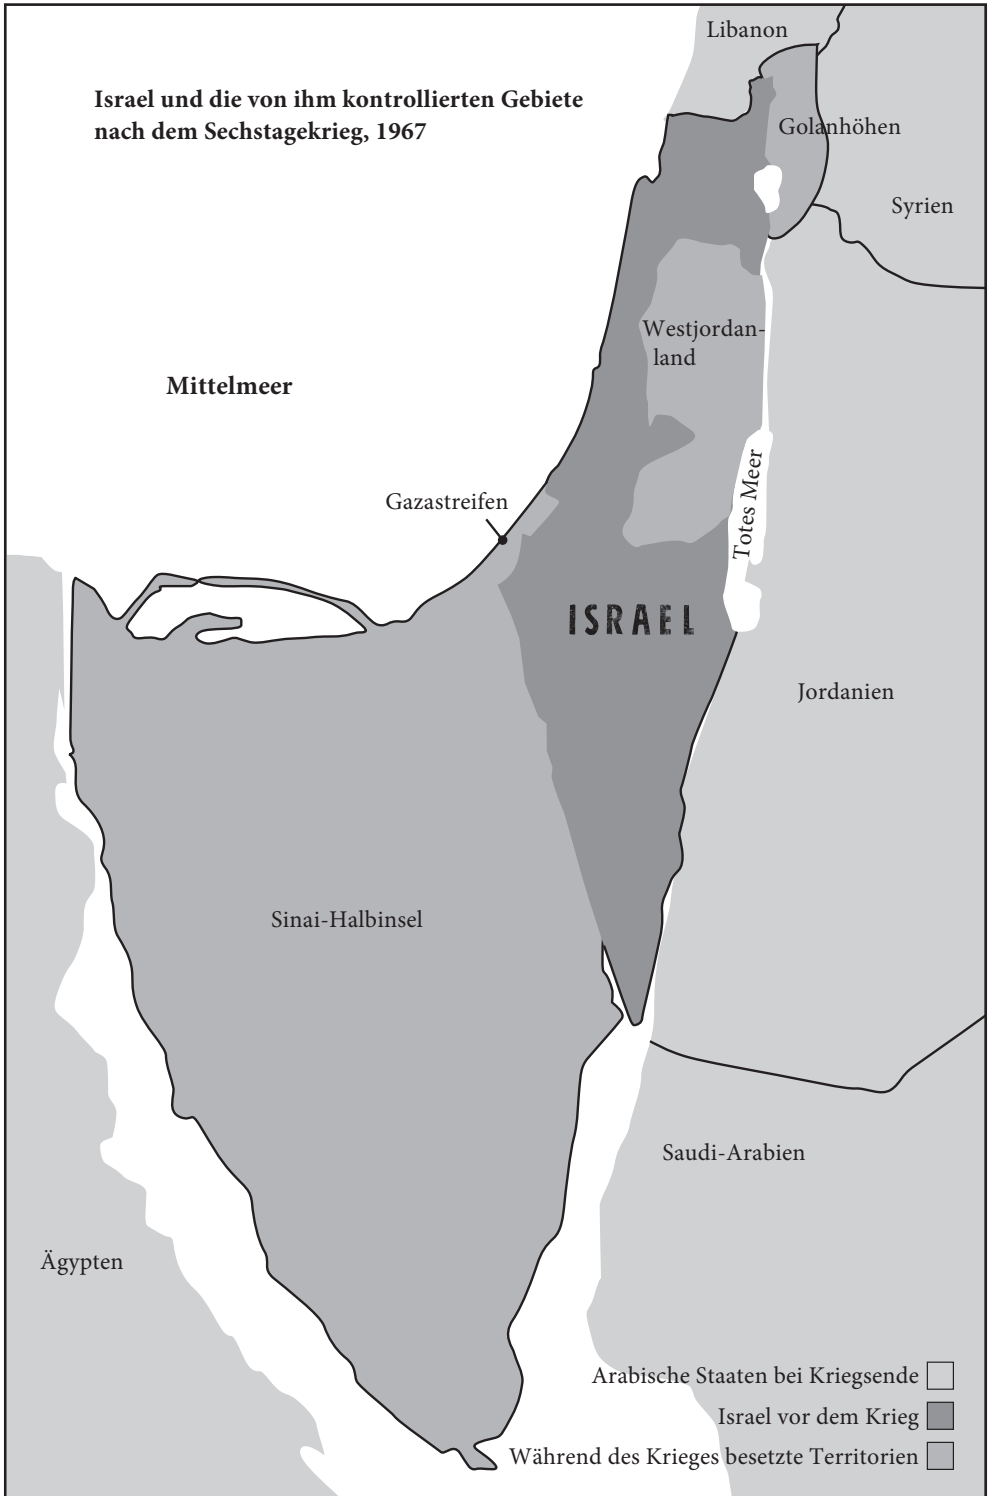 Libanon
Israel und die von ihm kontrollierten Gebiete
nach dem Sechstagekrieg, 1967
Golanhöhen
Syrien
Westjordan-
land
Mittelmeer
Gazastreifen
Totes Meer
ISRAEL
Jordanien
Sinai-Halbinsel
Saudi-Arabien
Ägypten
Arabische Staaten bei Kriegsende
Israel vor dem Krieg
Während des Krieges besetzte Territorien